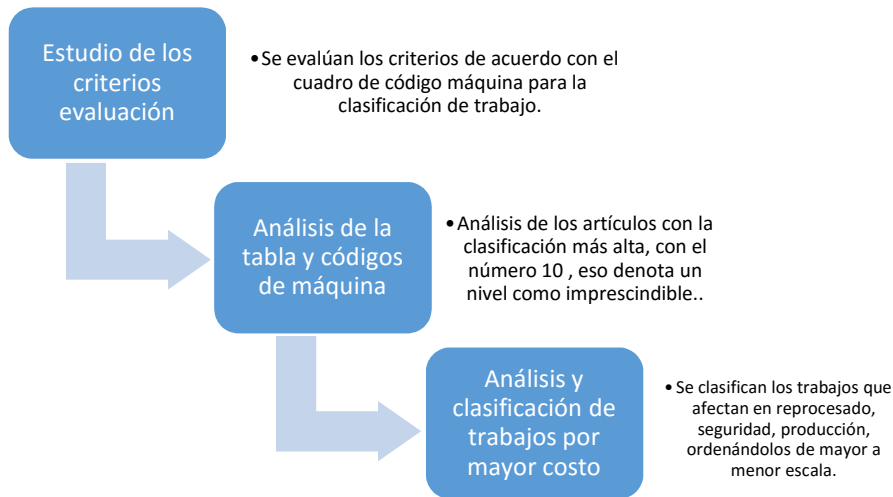 Estudio de los
criterios
evaluación
•Se evalúan los criterios de acuerdo con el
cuadro de código máquina para la
clasificación de trabajo.
Análisis de la
tabla y códigos
de máquina
•Análisis de los artículos con la
clasificación más alta, con el
número 10 , eso denota un
nivel como imprescindible..
Análisis y
clasificación de
trabajos por
mayor costo
•Se clasifican los trabajos que
afectan en reprocesado,
seguridad, producción,
ordenándolos de mayor a
menor escala.